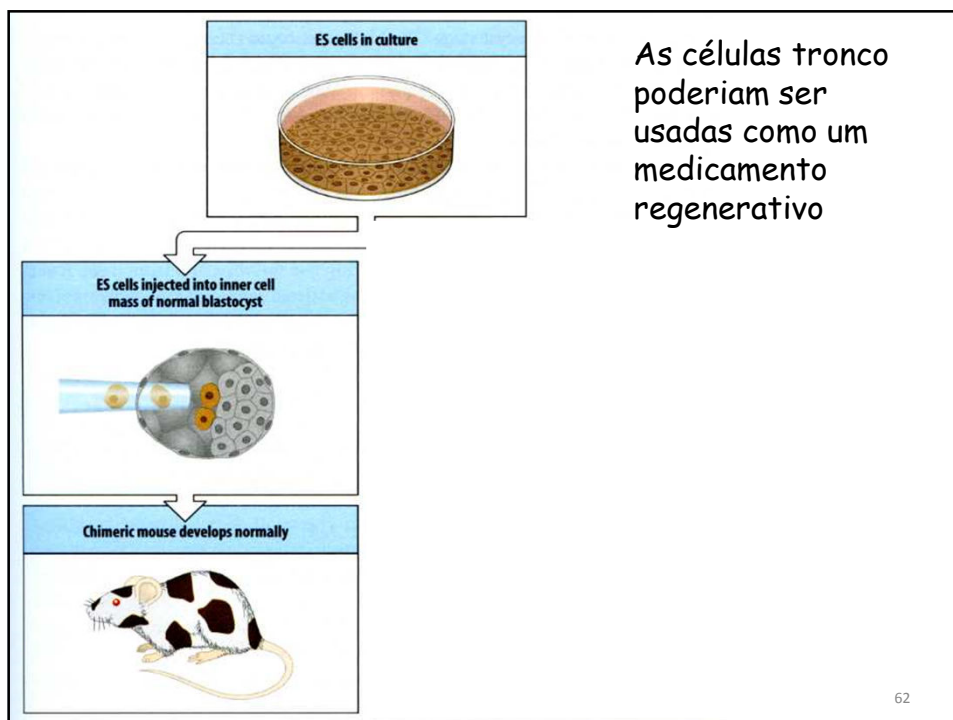 ES cells in culture
As células tronco
poderiam ser
usadas como um
medicamento
regenerativo
ES cells injected into inner cell
mass of normal blastocyst
Chimeric mouse develops normally
62